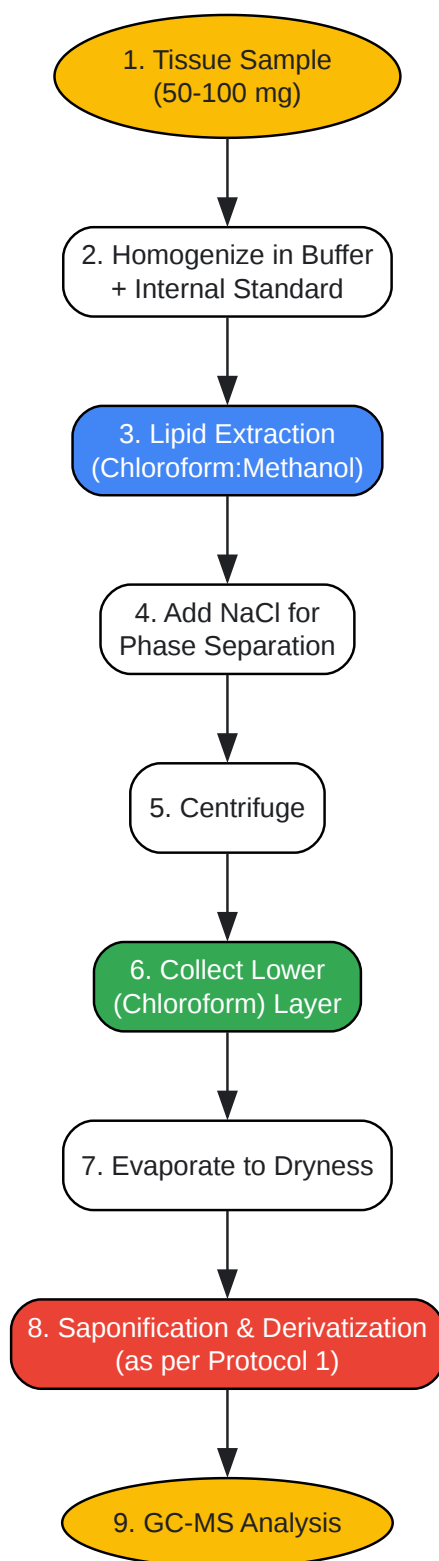 1. Tissue Sample
(50-100 mg)
2. Homogenize in Buffer
+ Internal Standard
3. Lipid Extraction
(Chloroform:Methanol)
4. Add NaCl for
Phase Separation
5. Centrifuge
6. Collect Lower
(Chloroform) Layer
7. Evaporate to Dryness
8. Saponification & Derivatization
(as per Protocol 1)
9. GC-MS Analysis